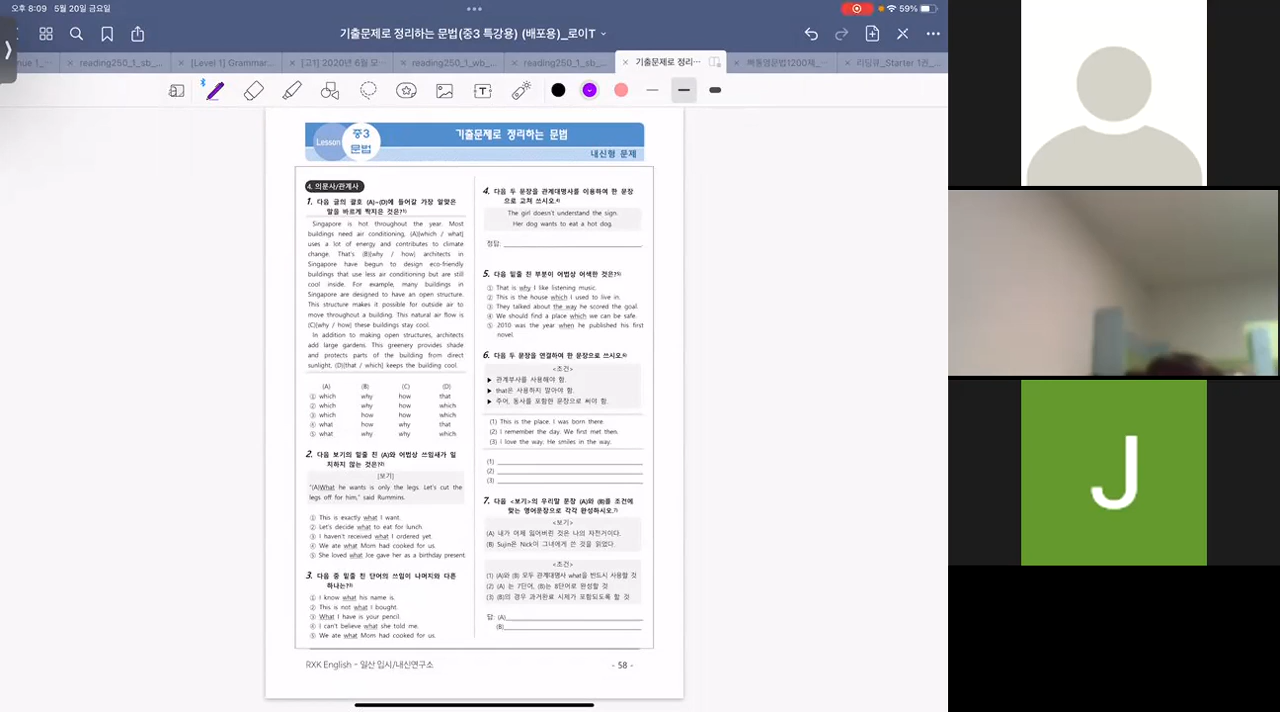 오후 8:09 5월 20일 금요일
59%
기출문제로 정리하는 문법(중3 특강용) (배포용)_로이T
nue 1_…
reading250_1_sb_…
[Level 1] Grammar…
[고1] 2020년 6월 모…
reading250_1_wb_…
reading250_1_sb_…
기출문제로 정리…
빠통영문법1200제_…
리딩큐_Starter 1권_…
Lesson 중3 문법
기출문제로 정리하는 문법
내신형 문제
4. 의문사/관계사
1. 다음 글의 괄호 (A)~(D)에 들어갈 가장 알맞은
말을 바르게 짝지은 것은?1)
Singapore is hot throughout the year. Most
buildings need air conditioning, (A)[which / what]
uses a lot of energy and contributes to climate
change. That's (B)[why / how] architects in
Singapore have begun to design eco-friendly
buildings that use less air conditioning but are still
cool inside. For example, many buildings in
Singapore are designed to have an open structure.
This structure makes it possible for outside air to
move throughout a building. This natural air flow is
(C)[why / how] these buildings stay cool.
In addition to making open structures, architects
add large gardens. This greenery provides shade
and protects parts of the building from direct
sunlight, (D)[that / which] keeps the building cool.
(A) (B) (C) (D)
① which why how that
② which why how which
③ which how how which
④ what how why that
⑤ what why why which
2. 다음 보기의 밑줄 친 (A)와 어법상 쓰임새가 일
치하지 않는 것은?2)
[보기]
"(A)What he wants is only the legs. Let's cut the
legs off for him," said Rummins.
① This is exactly what I want.
② Let's decide what to eat for lunch.
③ I haven't received what I ordered yet.
④ We ate what Mom had cooked for us.
⑤ She loved what Joe gave her as a birthday present.
3. 다음 중 밑줄 친 단어의 쓰임이 나머지와 다른
하나는?3)
① I know what his name is.
② This is not what I bought.
③ What I have is your pencil.
④ I can't believe what she told me.
⑤ We ate what Mom had cooked for us.
4. 다음 두 문장을 관계대명사를 이용하여 한 문장
으로 고쳐 쓰시오.4)
The girl doesn't understand the sign.
Her dog wants to eat a hot dog.
정답:
5. 다음 밑줄 친 부분이 어법상 어색한 것은?5)
① That is why I like listening music.
② This is the house which I used to live in.
③ They talked about the way he scored the goal.
④ We should find a place which we can be safe.
⑤ 2010 was the year when he published his first
novel.
6. 다음 두 문장을 연결하여 한 문장으로 쓰시오.6)
<조건>
▶ 관계부사를 사용해야 함.
▶ that은 사용하지 말아야 함.
▶ 주어, 동사를 포함한 문장으로 써야 함.
(1) This is the place. I was born there.
(2) I remember the day. We first met then.
(3) I love the way. He smiles in the way.
(1)
(2)
(3)
7. 다음 <보기>의 우리말 문장 (A)와 (B)를 조건에
맞는 영어문장으로 각각 완성하시오.7)
<보기>
(A) 내가 어제 잃어버린 것은 나의 자전거이다.
(B) Sujin은 Nick이 그녀에게 쓴 것을 읽었다.
<조건>
(1) (A)와 (B) 모두 관계대명사 what을 반드시 사용할 것
(2) (A) 는 7단어, (B)는 8단어로 완성할 것
(3) (B)의 경우 과거완료 시제가 포함되도록 할 것
답: (A)
(B)
RXK English - 일산 입시/내신연구소
- 58 -
J